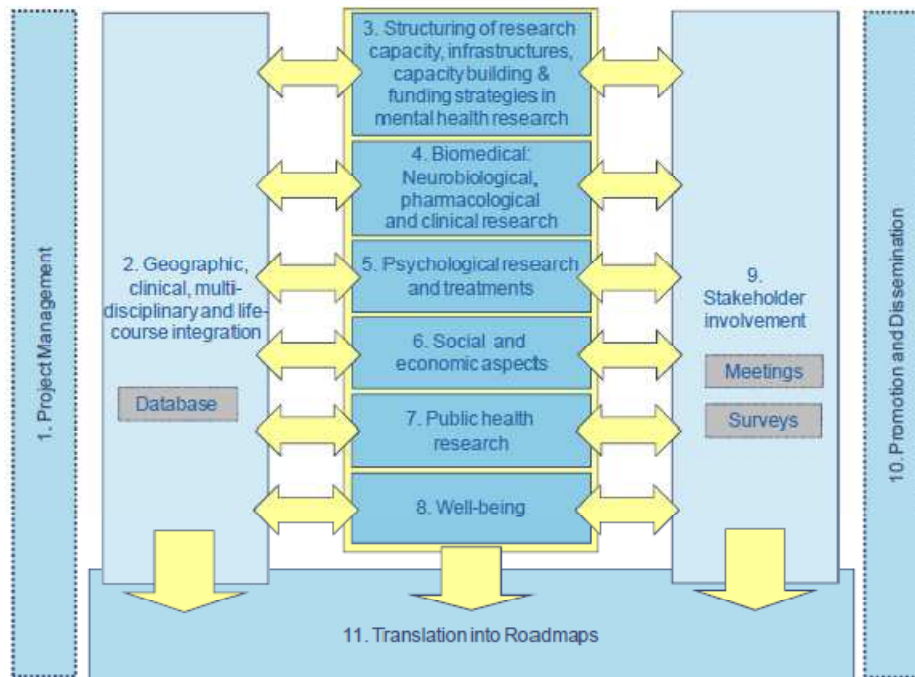 1. Project Management
2. Geographic,
clinical, multi-
disciplinary and life-
course integration
Database
3. Structuring of research
capacity, infrastructures,
capacity building &
funding strategies in
mental health research
4. Biomedical:
Neurobiological,
pharmacological
and clinical research
5. Psychological research
and treatments
6. Social and
economic aspects
7. Public health
research
8. Well-being
9.
Stakeholder
involvement
Meetings
Surveys
10. Promotion and Dissemination
11. Translation into Roadmaps